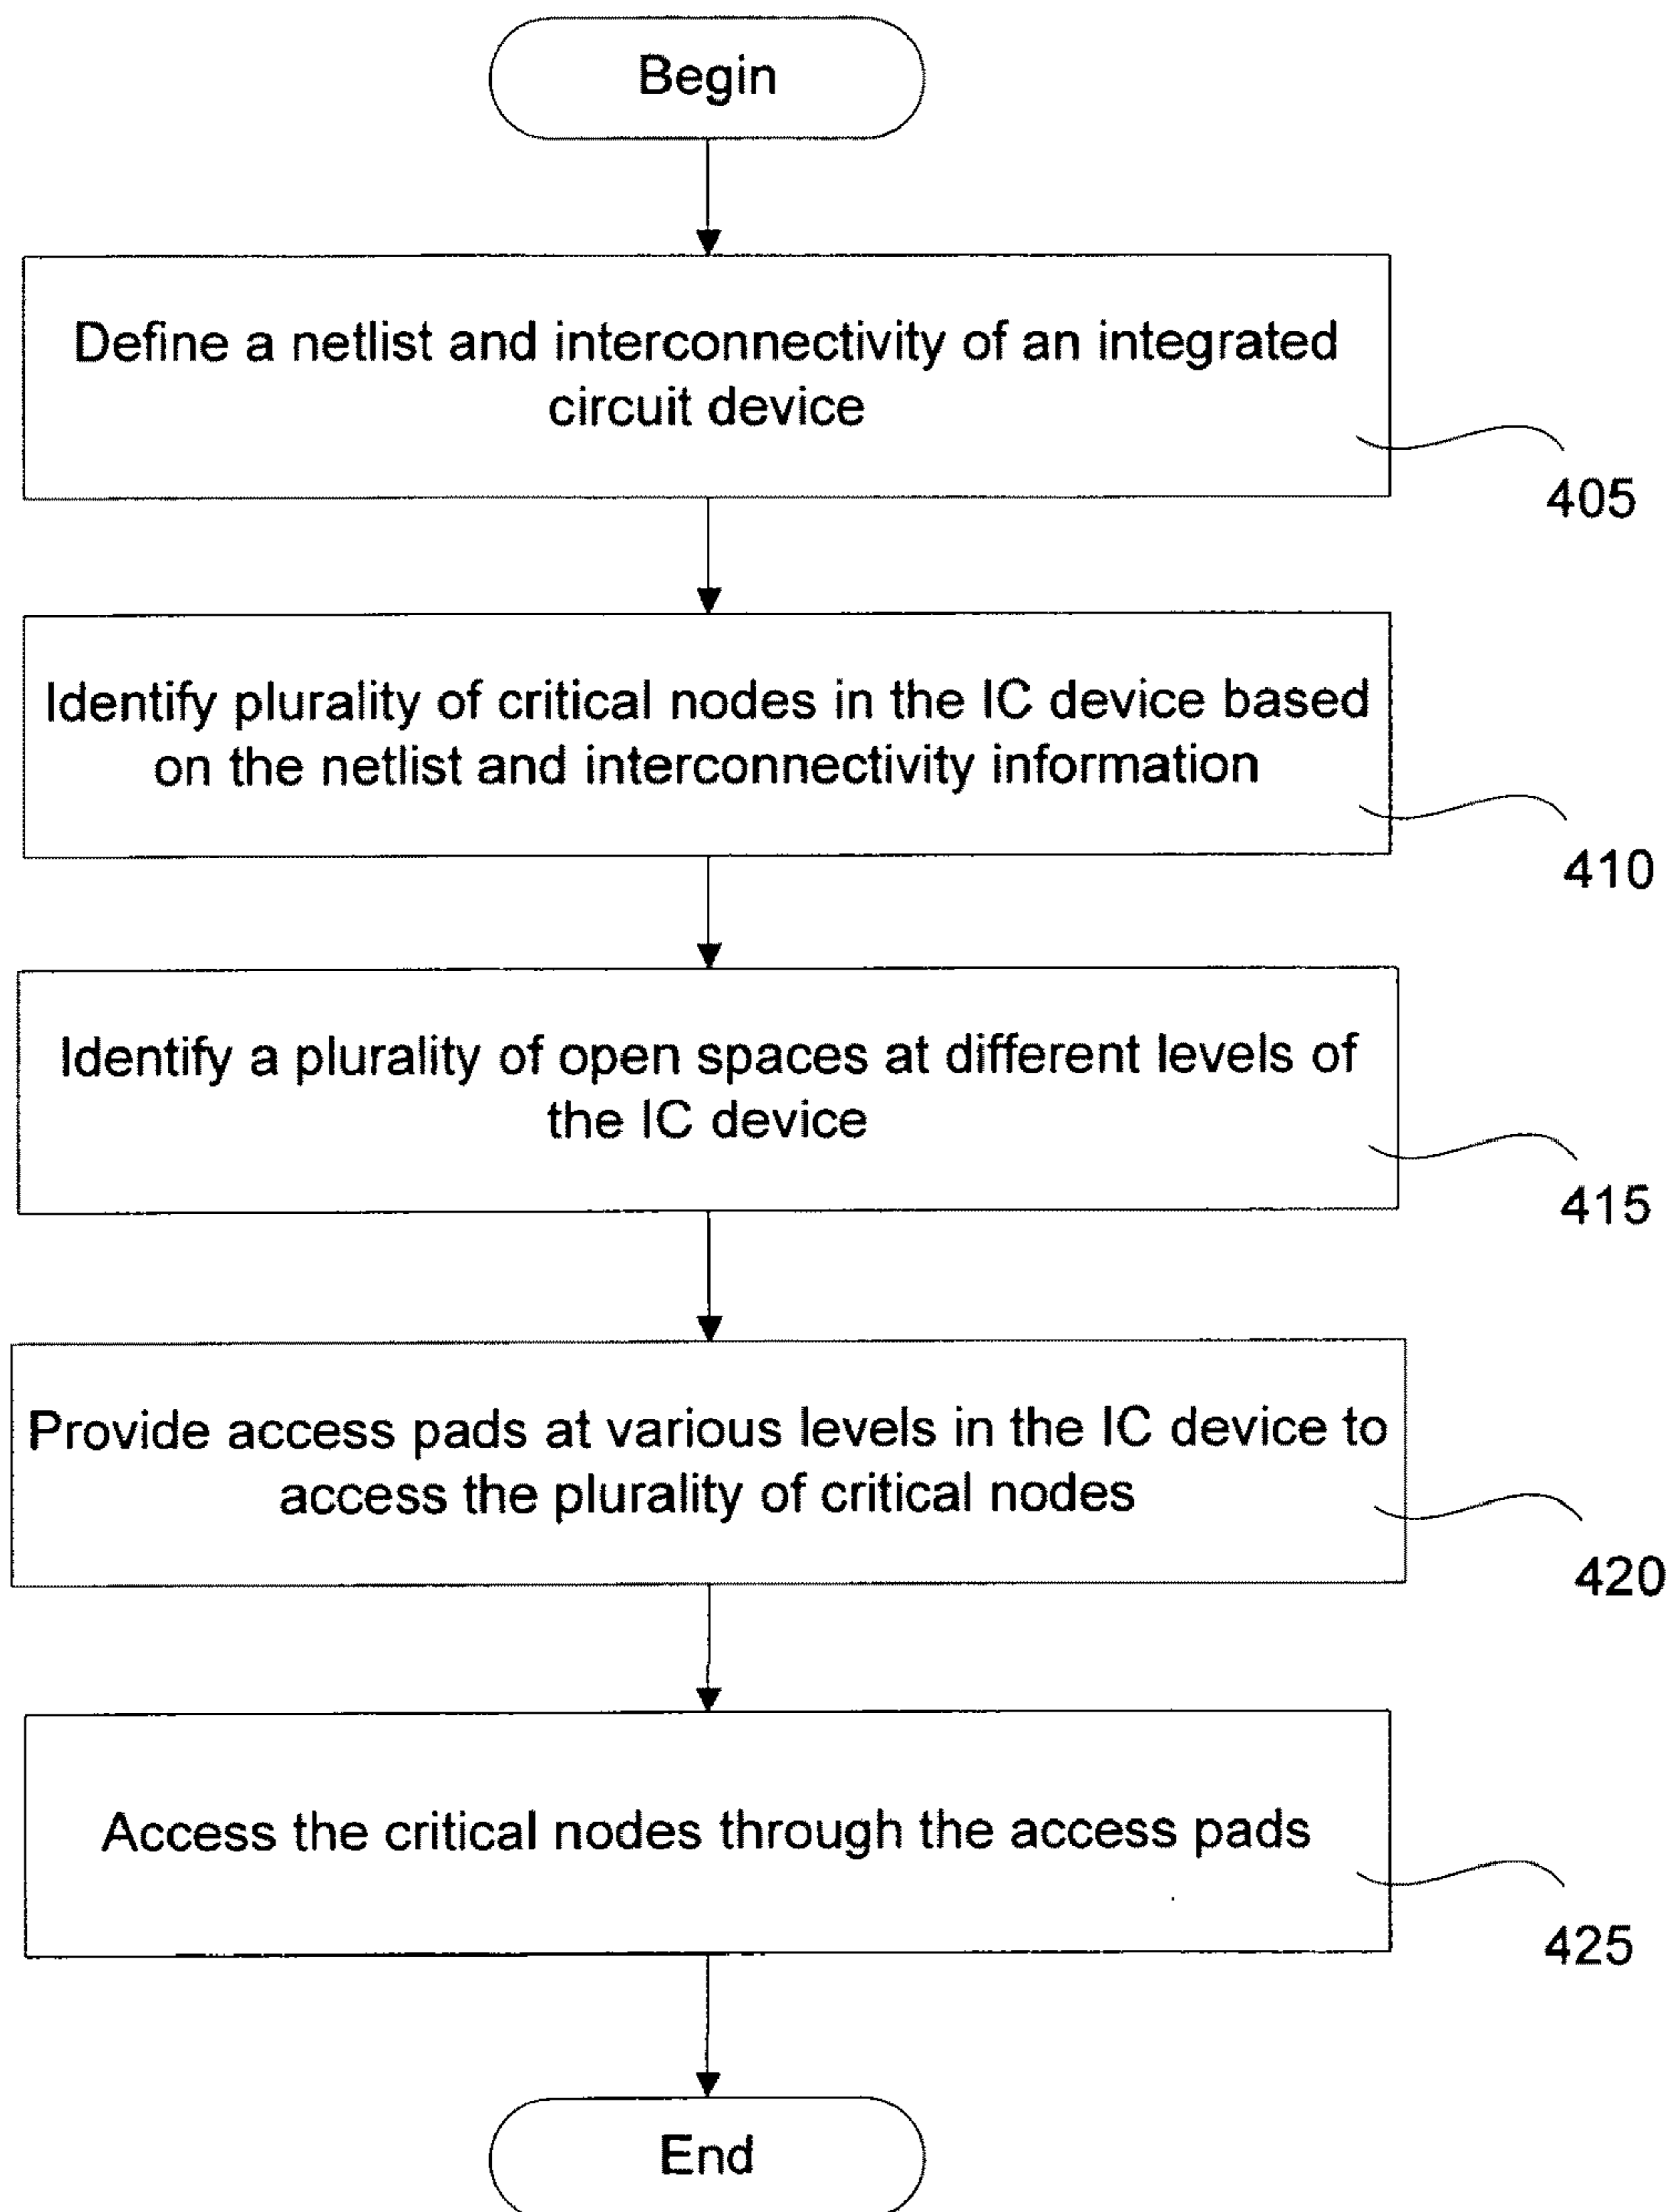 Begin
Define a netlist and interconnectivity of an integrated
circuit device
405
Identify plurality of critical nodes in the IC device based
on the netlist and interconnectivity information
410
Identify a plurality of open spaces at different levels of
the IC device
415
Provide access pads at various levels in the IC device to
access the plurality of critical nodes
420
Access the critical nodes through the access pads
425
End